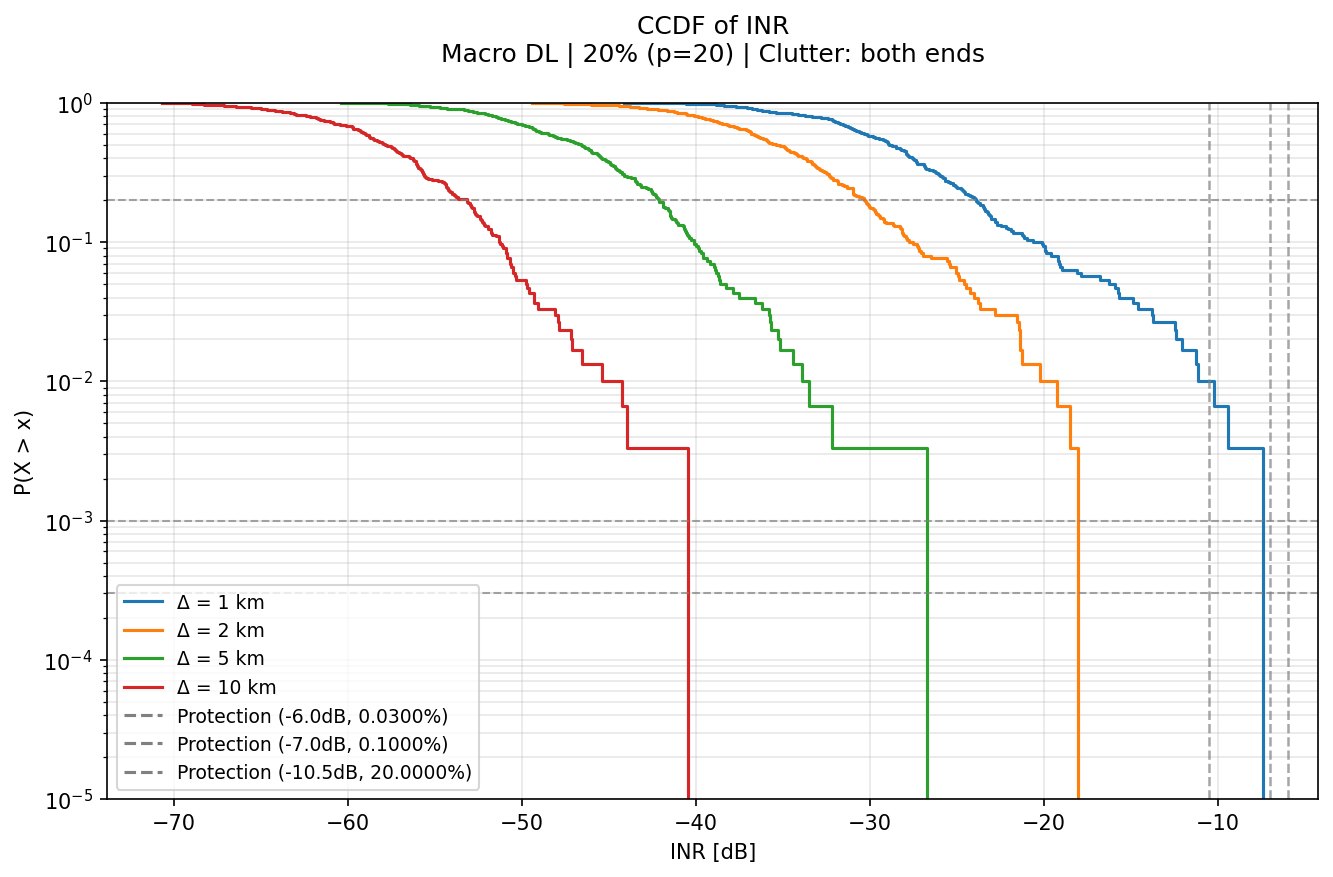 CCDF of INR
Macro DL | 20% (p=20) | Clutter: both ends
P(X > x)
10⁰
10⁻¹
10⁻²
10⁻³
10⁻⁴
10⁻⁵
Δ = 1 km
Δ = 2 km
Δ = 5 km
Δ = 10 km
Protection (-6.0dB, 0.0300%)
Protection (-7.0dB, 0.1000%)
Protection (-10.5dB, 20.0000%)
−70 −60 −50 −40 −30 −20 −10
INR [dB]